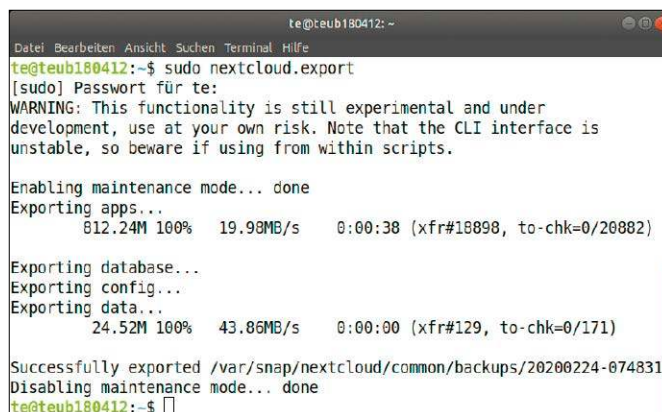 te@teub180412: ~
Datei Bearbeiten Ansicht Suchen Terminal Hilfe
te@teub180412:~$ sudo nextcloud.export
[sudo] Passwort für te:
WARNING: This functionality is still experimental and under
development, use at your own risk. Note that the CLI interface is
unstable, so beware if using from within scripts.
Enabling maintenance mode... done
Exporting apps...
812.24M 100% 19.98MB/s 0:00:38 (xfr#18898, to-chk=0/20882)
Exporting database...
Exporting config...
Exporting data...
24.52M 100% 43.86MB/s 0:00:00 (xfr#129, to-chk=0/171)
Successfully exported /var/snap/nextcloud/common/backups/20200224-074831
Disabling maintenance mode... done
te@teub180412:~$